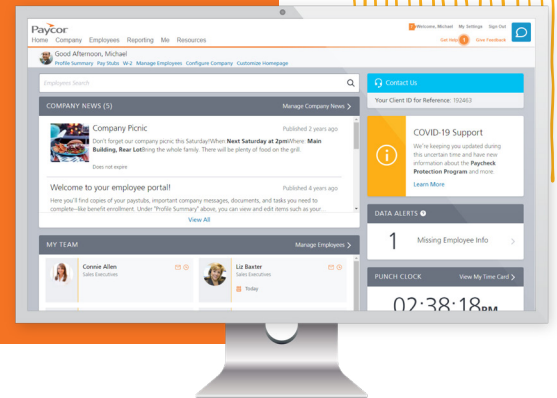 Paycor
Welcome, Michael My Settings Sign Out
Home Company Employees Reporting Me Resources
Get Help 1 Give Feedback
Good Afternoon, Michael
Profile Summary Pay Stubs W-2 Manage Employees Configure Company Customize Homepage
Employees Search
COMPANY NEWS (5) Manage Company News
Company Picnic Published 2 years ago
Don't forget our company picnic this Saturday!When Next Saturday at 2pmWhere: Main
Building, Rear LotBring the whole family. There will be plenty of food on the grill.
Does not expire
Welcome to your employee portal! Published 4 years ago
Here you'll find copies of your paystubs, important company messages, documents, and tasks you need to
complete–like benefit enrollment. Under "Profile Summary" above, you can view and edit items such as your...
View All
MY TEAM Manage Employees
Connie Allen
Sales Executives
Liz Baxter
Sales Executives
Today
Contact Us
Your Client ID for Reference: 192463
COVID-19 Support
We're keeping you updated during
this uncertain time and have new
information about the Paycheck
Protection Program and more.
Learn More
DATA ALERTS ?
1 Missing Employee Info
PUNCH CLOCK View My Time Card
02:38:18PM